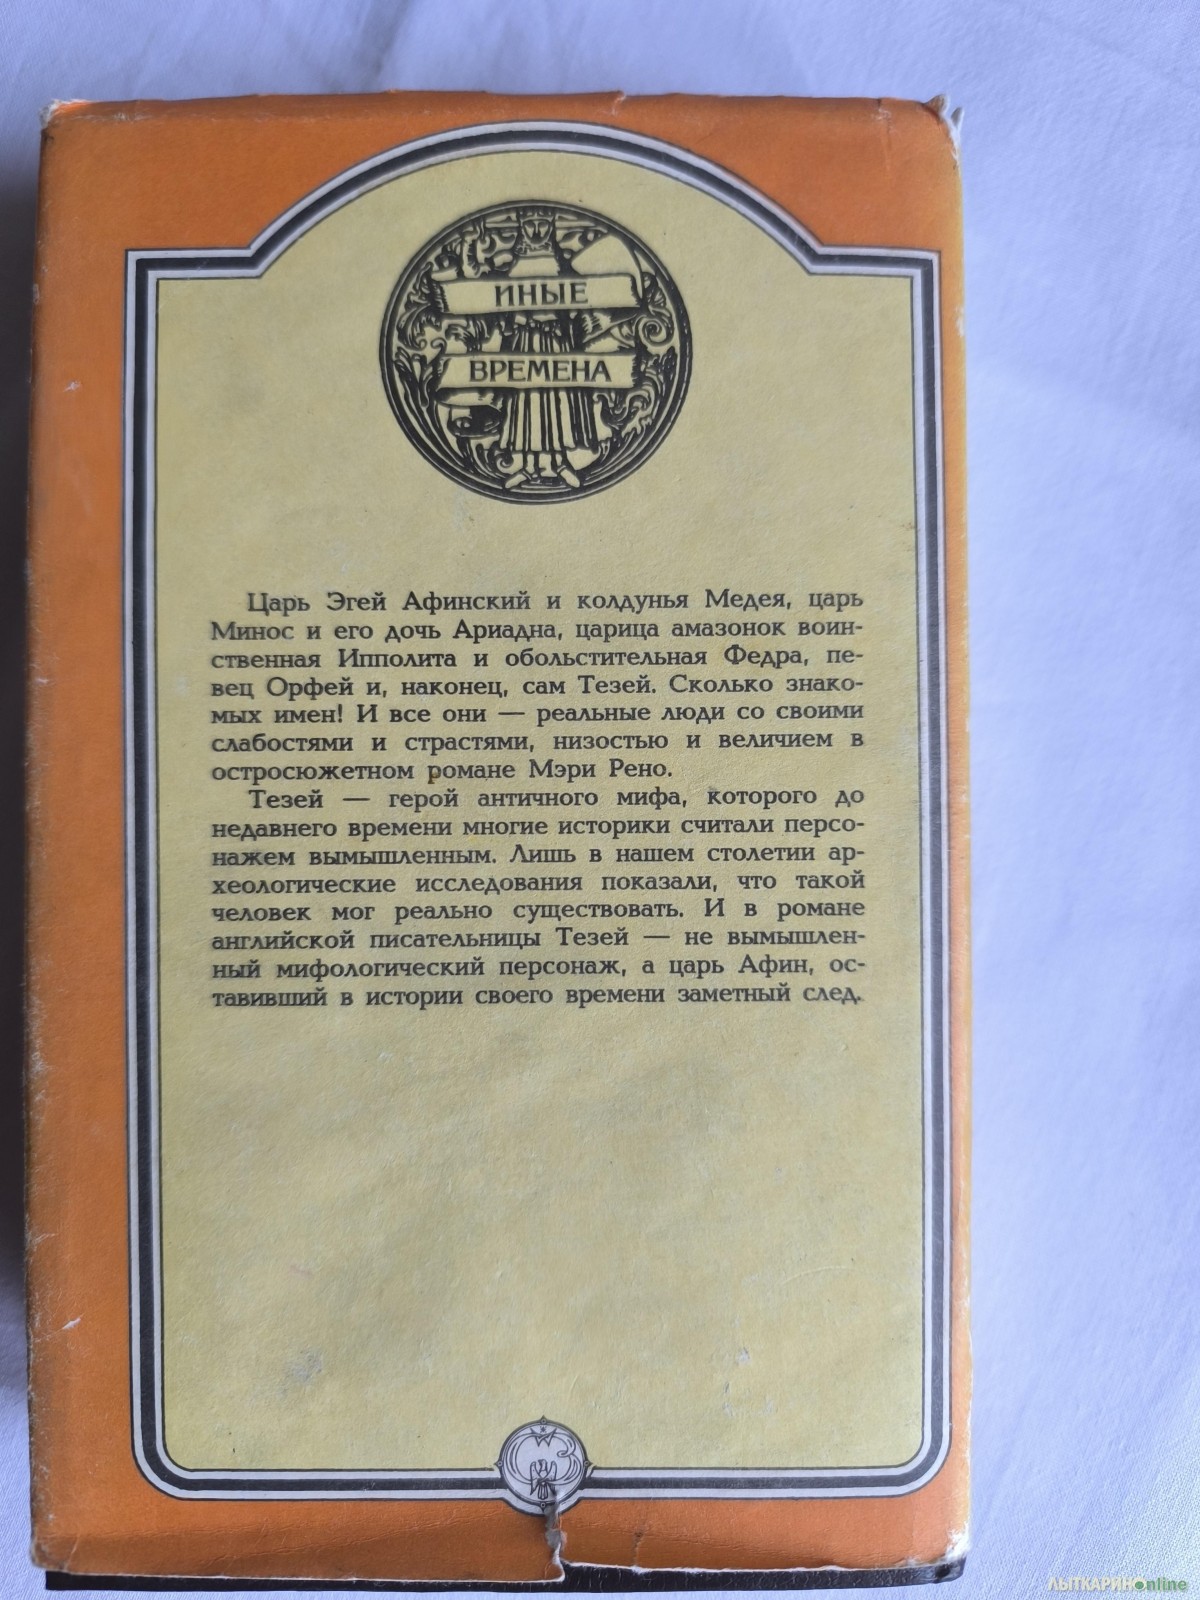 ИНЫЕ
ВРЕМЕНА
Царь Эгей Афинский и колдунья Медея, царь
Минос и его дочь Ариадна, царица амазонок воин-
ственная Ипполита и обольстительная Федра, пе-
вец Орфей и, наконец, сам Тезей. Сколько знако-
мых имен! И все они — реальные люди со своими
слабостями и страстями, низостью и величием в
остросюжетном романе Мэри Рено.
Тезей — герой античного мифа, которого до
недавнего времени многие историки считали персо-
нажем вымышленным. Лишь в нашем столетии ар-
хеологические исследования показали, что такой
человек мог реально существовать. И в романе
английской писательницы Тезей — не вымышлен-
ный мифологический персонаж, а царь Афин, ос-
тавивший в истории своего времени заметный след.
ЛЫТКАРИНОnline